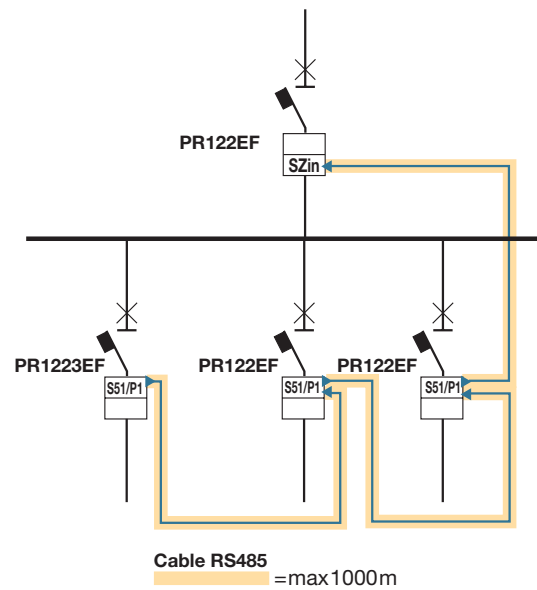 PR122EF
SZin
PR1223EF
PR122EF
PR122EF
S51/P1
S51/P1
S51/P1
Cable RS485
=max1000m